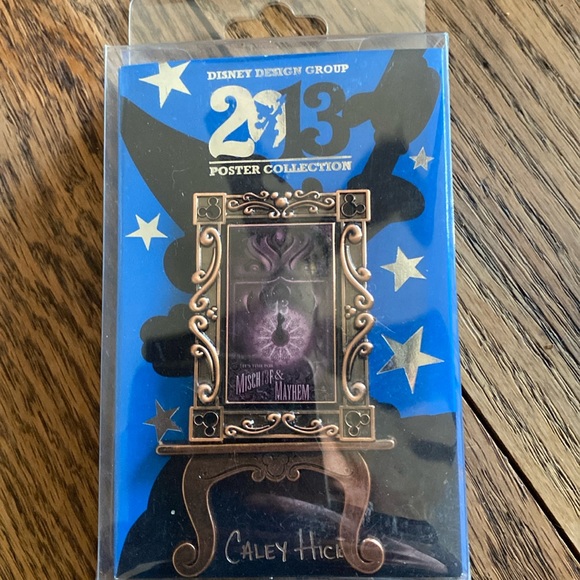 DISNEY DESIGN GROUP
2013
POSTER COLLECTION
MISCHIEF &
MAYHEM
CALEY HICK